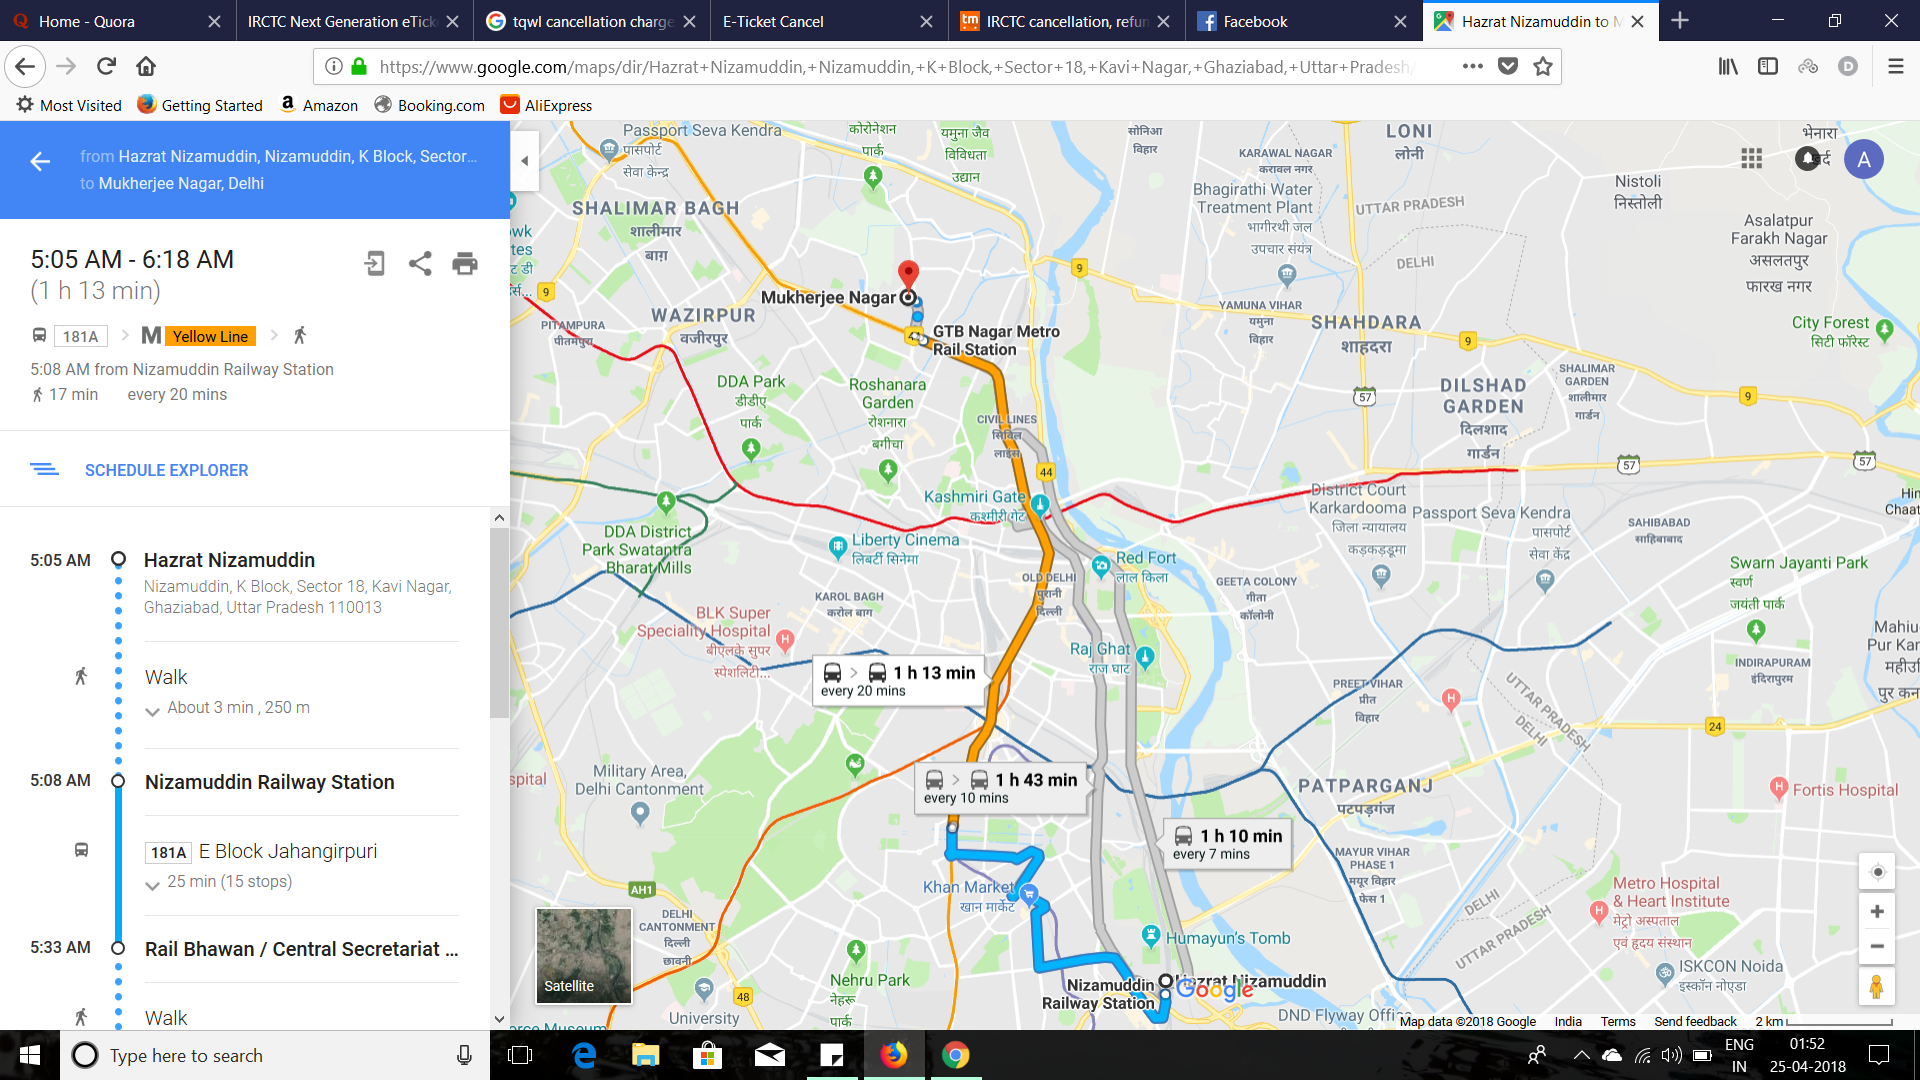 Home - Quora
IRCTC Next Generation eTick
tqwl cancellation charge
E-Ticket Cancel
IRCTC cancellation, refun
Facebook
Hazrat Nizamuddin to M
https://www.google.com/maps/dir/Hazrat+Nizamuddin,+Nizamuddin,+K+Block,+Sector+18,+Kavi+Nagar,+Ghaziabad,+Uttar+Pradesh/
Most Visited
Getting Started
Amazon
Booking.com
AliExpress
from Hazrat Nizamuddin, Nizamuddin, K Block, Sector...
to Mukherjee Nagar, Delhi
5:05 AM - 6:18 AM
(1 h 13 min)
181A
M Yellow Line
5:08 AM from Nizamuddin Railway Station
17 min every 20 mins
SCHEDULE EXPLORER
5:05 AM
Hazrat Nizamuddin
Nizamuddin, K Block, Sector 18, Kavi Nagar,
Ghaziabad, Uttar Pradesh 110013
Walk
About 3 min , 250 m
5:08 AM
Nizamuddin Railway Station
181A E Block Jahangirpuri
25 min (15 stops)
5:33 AM
Rail Bhawan / Central Secretariat ...
Walk
Passport Seva Kendra
पासपोर्ट
सेवा केन्द्र
कोरोनेशन
पार्क
यमुना जैव
विविधता
उद्यान
सोनिआ
विहार
KARAWAL NAGAR
करावल नगर
LONI
लोनी
भेनारा
A
Nistoli
निस्तोली
Bhagirathi Water
Treatment Plant
भागीरथी जल
उपचार संयंत्र
UTTAR PRADESH
DELHI
Asalatpur
Farakh Nagar
असलतपुर
फारख नगर
SHALIMAR BAGH
शालीमार
बाग़
9
9
Mukherjee Nagar
GTB Nagar Metro
Rail Station
PITAMPURA
पीतमपुरा
WAZIRPUR
वजीरपुर
YAMUNA VIHAR
यमुना
विहार
SHAHDARA
शाहदरा
9
City Forest
सिटी फॉरेस्ट
DDA Park
डीडीए
पार्क
Roshanara
Garden
रोशनारा
बगीचा
CIVIL LINES
सिविल
लाइंस
44
57
DILSHAD
GARDEN
दिलशाद
गार्डन
SHALIMAR
GARDEN
शालीमार
गार्डन
9
57
57
Kashmiri Gate
कश्मीरी गेट
District Court
Karkardooma
जिला न्यायालय
कड़कड़डूमा
Passport Seva Kendra
पासपोर्ट
सेवा केंद्र
SAHIBABAD
साहिबाबाद
DDA District
Park Swatantra
Bharat Mills
Liberty Cinema
लिबर्टी सिनेमा
Red Fort
लाल किला
OLD DELHI
पुरानी
दिल्ली
GEETA COLONY
गीता
कॉलोनी
Swarn Jayanti Park
स्वर्ण
जयंती पार्क
KAROL BAGH
करोल बाग
BLK Super
Speciality Hospital
बीएलके सुपर
स्पेशलिटी...
Raj Ghat
राज घाट
INDIRAPURAM
इंदिरापुरम
1 h 13 min
every 20 mins
PREET VIHAR
प्रीत
विहार
UTTAR PRADESH
DELHI
24
Military Area,
Delhi Cantonment
1 h 43 min
every 10 mins
PATPARGANJ
पटपड़गंज
Fortis Hospital
1 h 10 min
every 7 mins
MAYUR VIHAR
PHASE 1
मयूर विहार
फेस 1
Khan Market
खान मार्केट
AH1
DELHI
CANTONMENT
दिल्ली
छावनी
Metro Hospital
& Heart Institute
मेट्रो अस्पताल
एवं हृदय संस्थान
DELHI
UTTAR PRADESH
Humayun's Tomb
Nehru Park
नेहरू
पार्क
Hazrat Nizamuddin
Nizamuddin
Railway Station
Google
ISKCON Noida
इस्कॉन नोएडा
48
University
DND Flyway
Satellite
Map data ©2018 Google
India
Terms
Send feedback
2 km
Type here to search
ENG
IN
01:52
25-04-2018